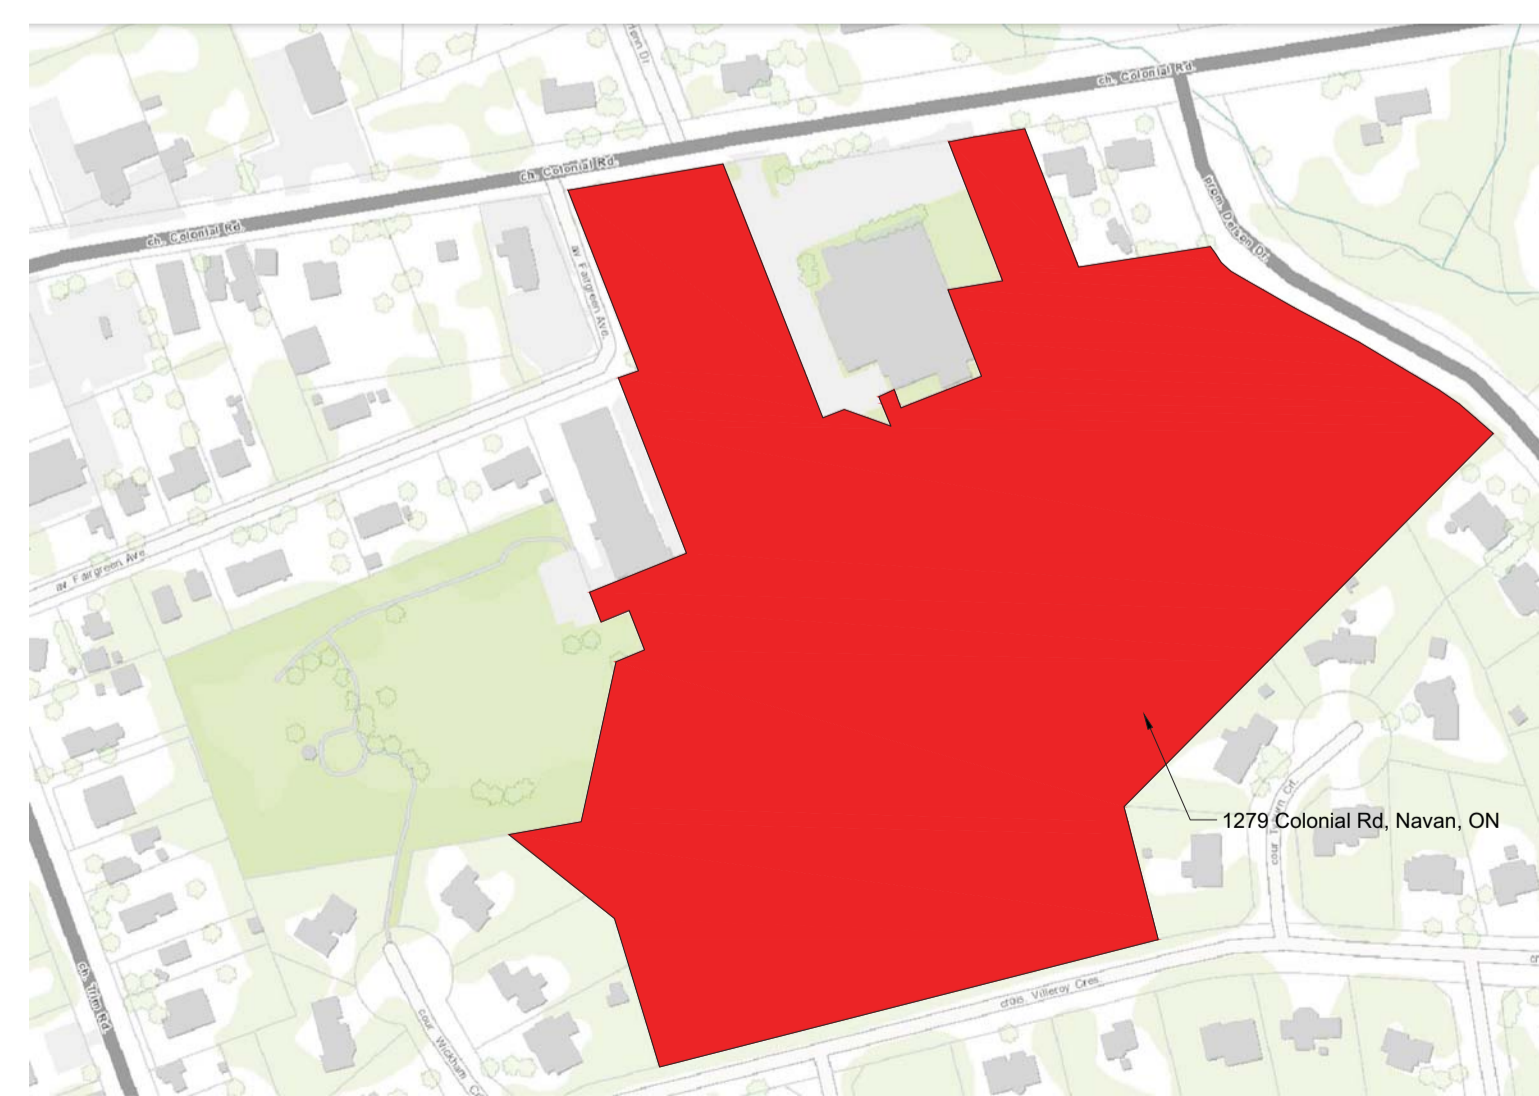 ch. Colonial Rd.
ch. Colonial Rd.
ch. Colonial Rd.
prom. Delson Dr.
av. Fairgreen Ave.
av. Fairgreen Ave.
1279 Colonial Rd, Navan, ON
ch. Trim Rd.
cour Wickham
crois. Villeroy Cres.